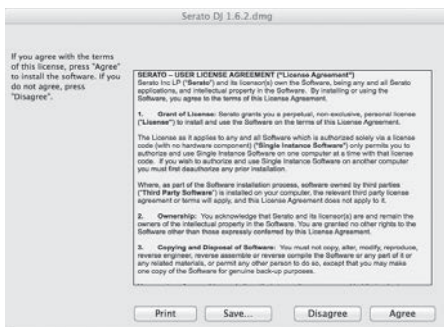 Serato DJ 1.6.2.dmg
If you agree with the terms
of this license, press "Agree"
to install the software. If you
do not agree, press
"Disagree".
SERATO – USER LICENSE AGREEMENT ("License Agreement")
Serato Inc LP ("Serato") and its licensor(s) own the Software, being any and all Serato
applications, and intellectual property in the Software. By installing or using the
Software, you agree to the terms of this License Agreement.
1. Grant of License: Serato grants you a perpetual, non-exclusive, personal license
("License") to install and use the Software on the terms of this License Agreement.
The License as it applies to any and all Software which is authorized solely via a license
code (with no hardware component) ("Single Instance Software") only permits you to
authorize and use Single Instance Software on one computer at a time with that license
code. If you wish to authorize and use Single Instance Software on another computer
you must first deauthorize any prior installation.
Where, as part of the Software installation process, software owned by third parties
("Third Party Software") is installed on your computer, the relevant third party license
agreement or terms will apply, and this License Agreement does not apply to it.
2. Ownership: You acknowledge that Serato and its licensor(s) are and remain the
owners of the intellectual property in the Software. You are granted no other rights to the
Software other than those expressly conferred by this License Agreement.
3. Copying and Disposal of Software: You must not copy, alter, modify, reproduce,
reverse engineer, reverse assemble or reverse compile the Software or any part of it or
any related materials, or permit any other person to do so, except that you may make
one copy of the Software for genuine back-up purposes.
Print Save... Disagree Agree